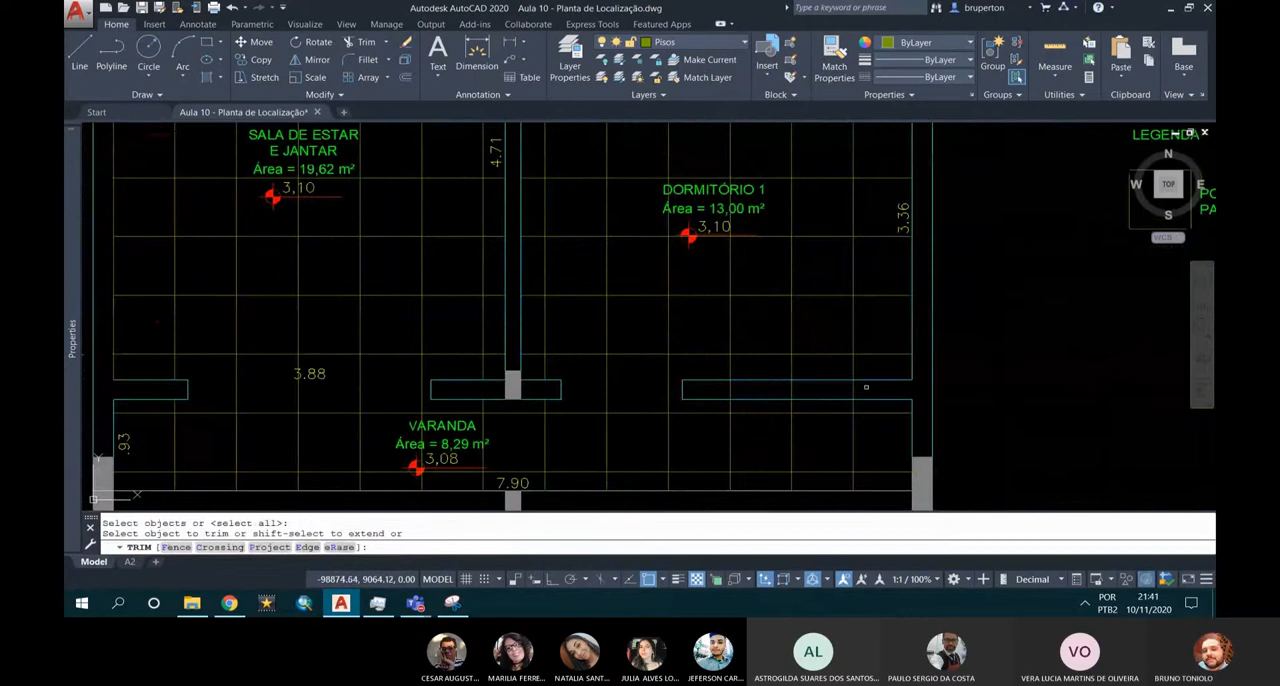 Autodesk AutoCAD 2020 Aula 10 - Planta de Localização.dwg
Type a keyword or phrase
bruperton
Home Insert Annotate Parametric View Manage Output Add-ins Collaborate Express Tools Featured Apps
Line Polyline Circle Arc
Move Rotate Trim
Copy Mirror Fillet
Stretch Scale Array
Text Dimension Table
Layer Properties
Pisos
Make Current
Match Layer
Insert
Match Properties
ByLayer
ByLayer
ByLayer
Group
Measure
Paste
Base
Draw Modify Annotation Layers Block Properties Groups Utilities Clipboard View
Start Aula 10 - Planta de Localização*
SALA DE ESTAR
E JANTAR
Área = 19,62 m²
3,10
4.71
DORMITÓRIO 1
Área = 13,00 m²
3,10
3.36
LEGENDA
N
W TOP E
S
WCS
PO
PA
Properties
3.88
VARANDA
Área = 8,29 m²
3,08
.93
7.90
Y
X
Select objects or <select all>:
Select object to trim or shift-select to extend or
TRIM [Fence Crossing Project Edge eRase]:
Model A2
-98874.64, 9064.12, 0.00 MODEL 1:1 / 100% Decimal
POR
PTB2
21:41
10/11/2020
AL
VO
CESAR AUGUST... MARILIA FERRE... NATALIA SANT... JULIA ALVES LO... JEFERSON CAR... ASTROGILDA SUARES DOS SANTOS... PAULO SERGIO DA COSTA VERA LUCIA MARTINS DE OLIVEIRA BRUNO TONIOLO